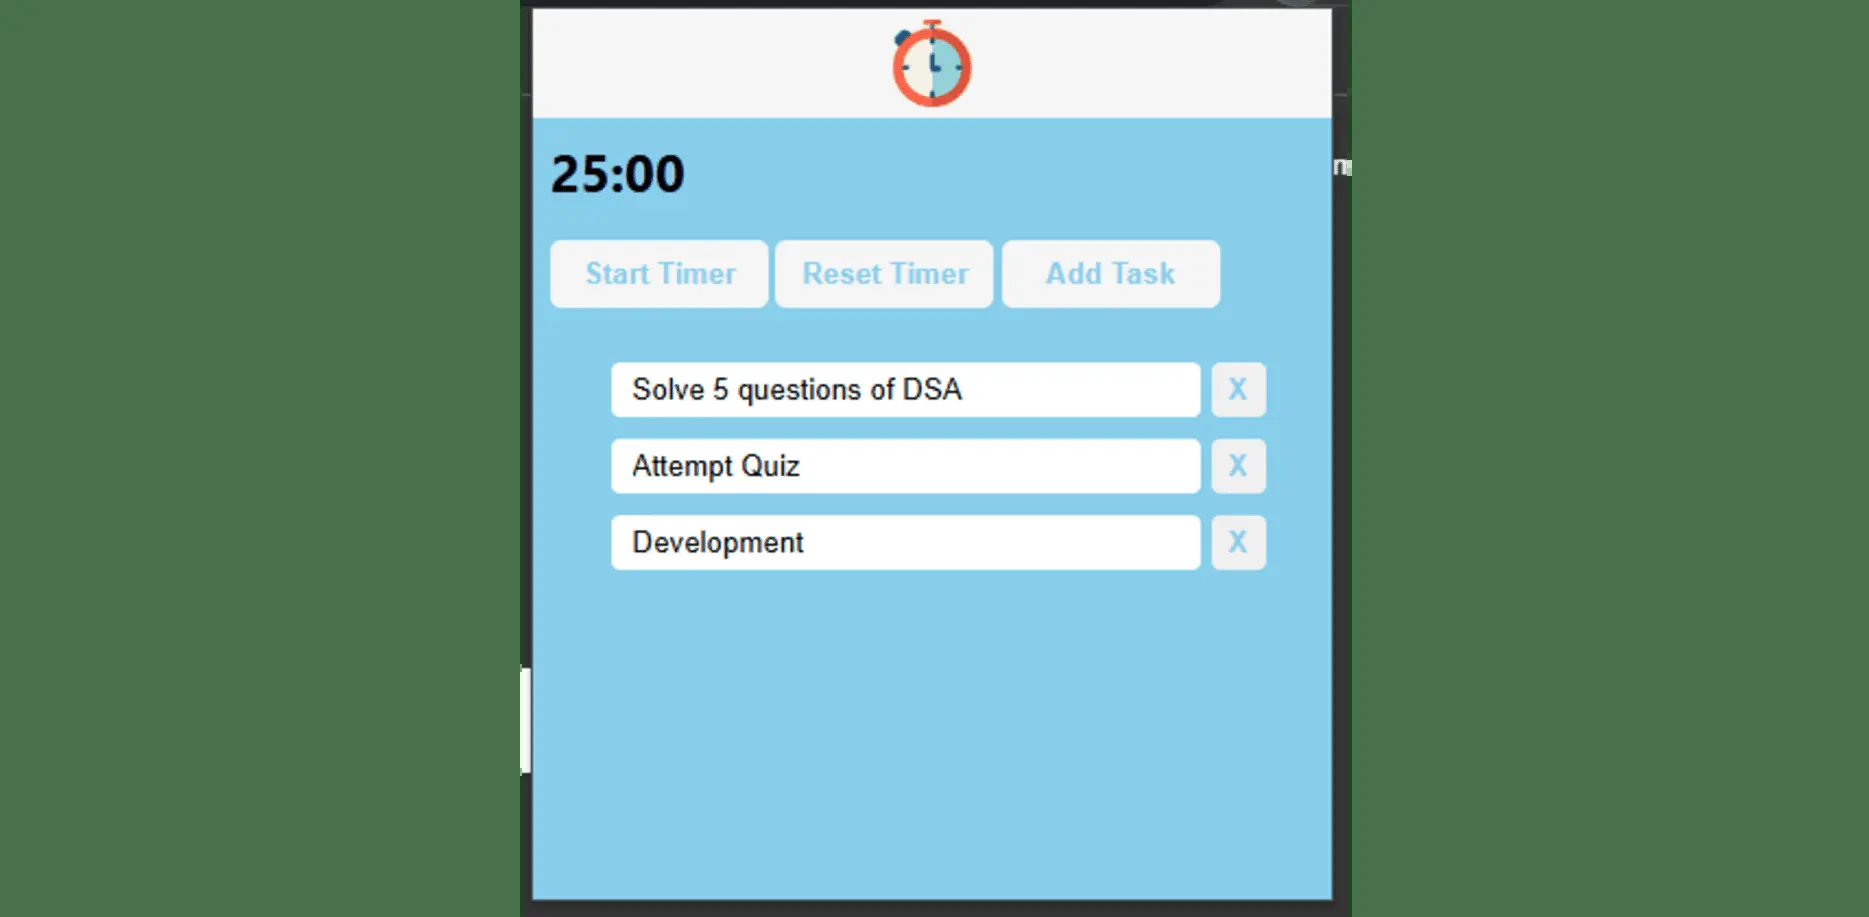 25:00
Start Timer Reset Timer Add Task
Solve 5 questions of DSA X
Attempt Quiz X
Development X